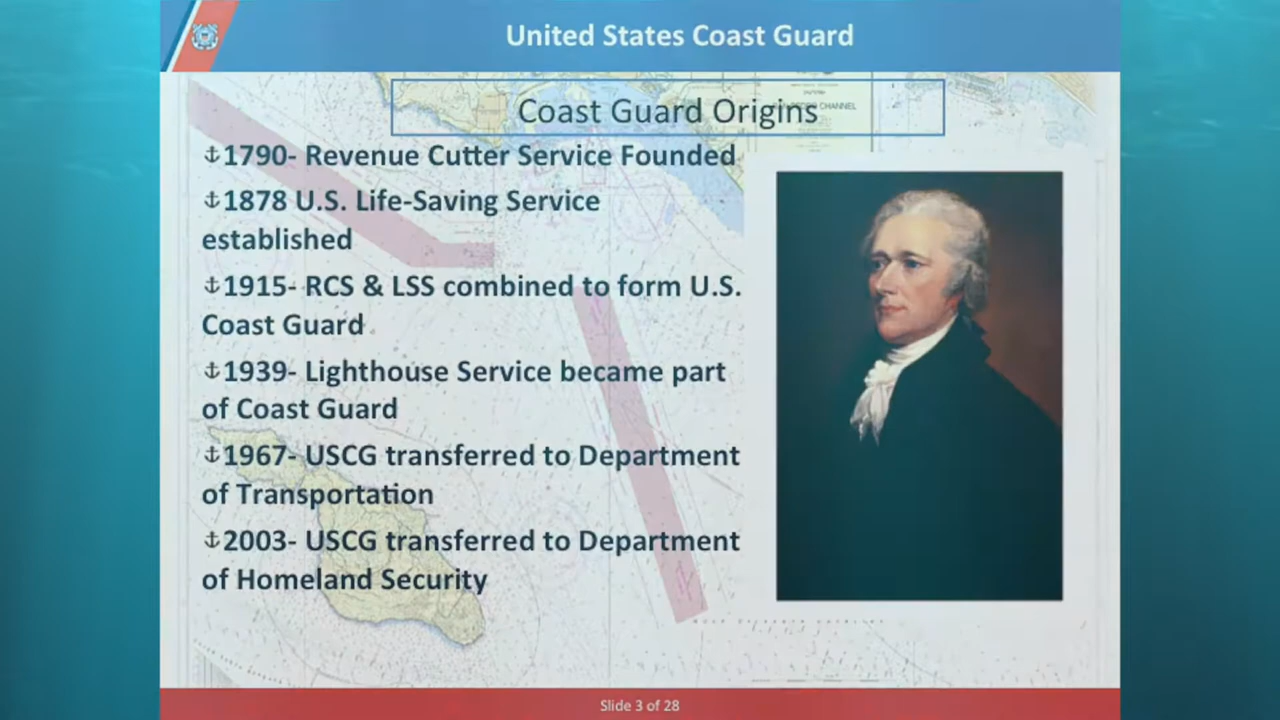 United States Coast Guard
Coast Guard Origins
CHANNEL
⚓1790- Revenue Cutter Service Founded
⚓1878 U.S. Life-Saving Service
established
⚓1915- RCS & LSS combined to form U.S.
Coast Guard
⚓1939- Lighthouse Service became part
of Coast Guard
⚓1967- USCG transferred to Department
of Transportation
⚓2003- USCG transferred to Department
of Homeland Security
Slide 3 of 28